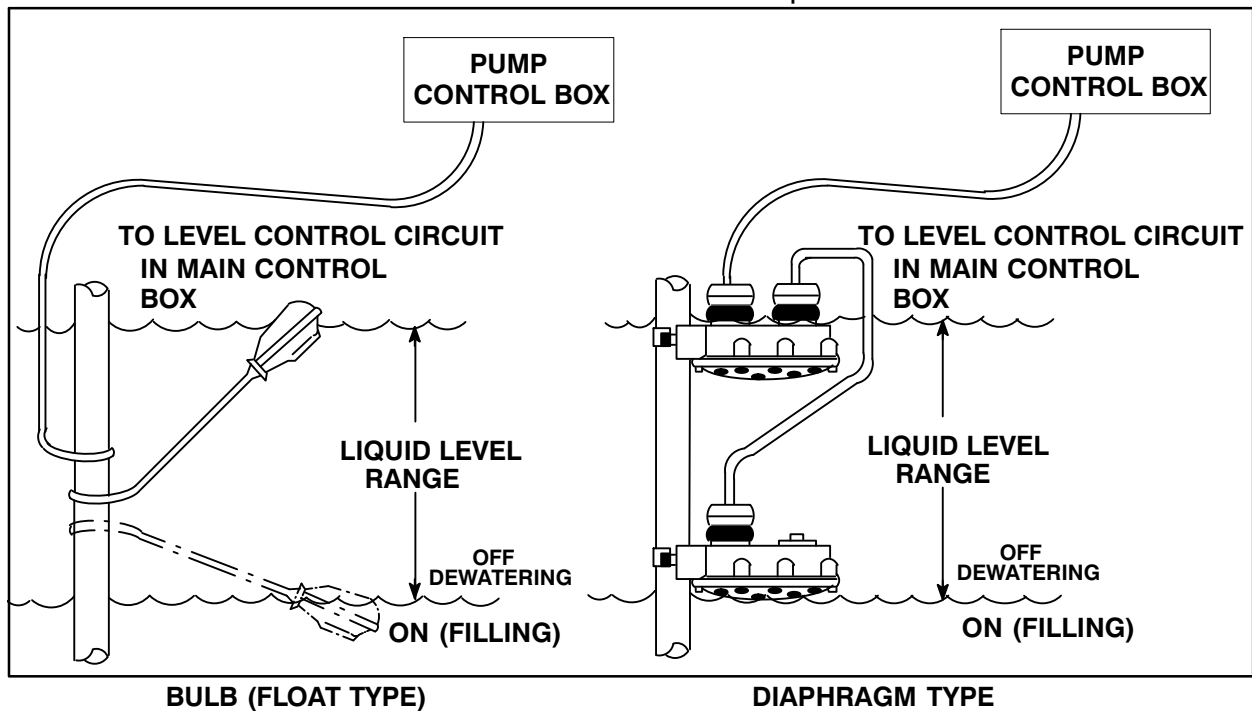 PUMP
CONTROL BOX
TO LEVEL CONTROL CIRCUIT
IN MAIN CONTROL
BOX
LIQUID LEVEL
RANGE
OFF
DEWATERING
ON (FILLING)
BULB (FLOAT TYPE)
PUMP
CONTROL BOX
TO LEVEL CONTROL CIRCUIT
IN MAIN CONTROL
BOX
LIQUID LEVEL
RANGE
OFF
DEWATERING
ON (FILLING)
DIAPHRAGM TYPE